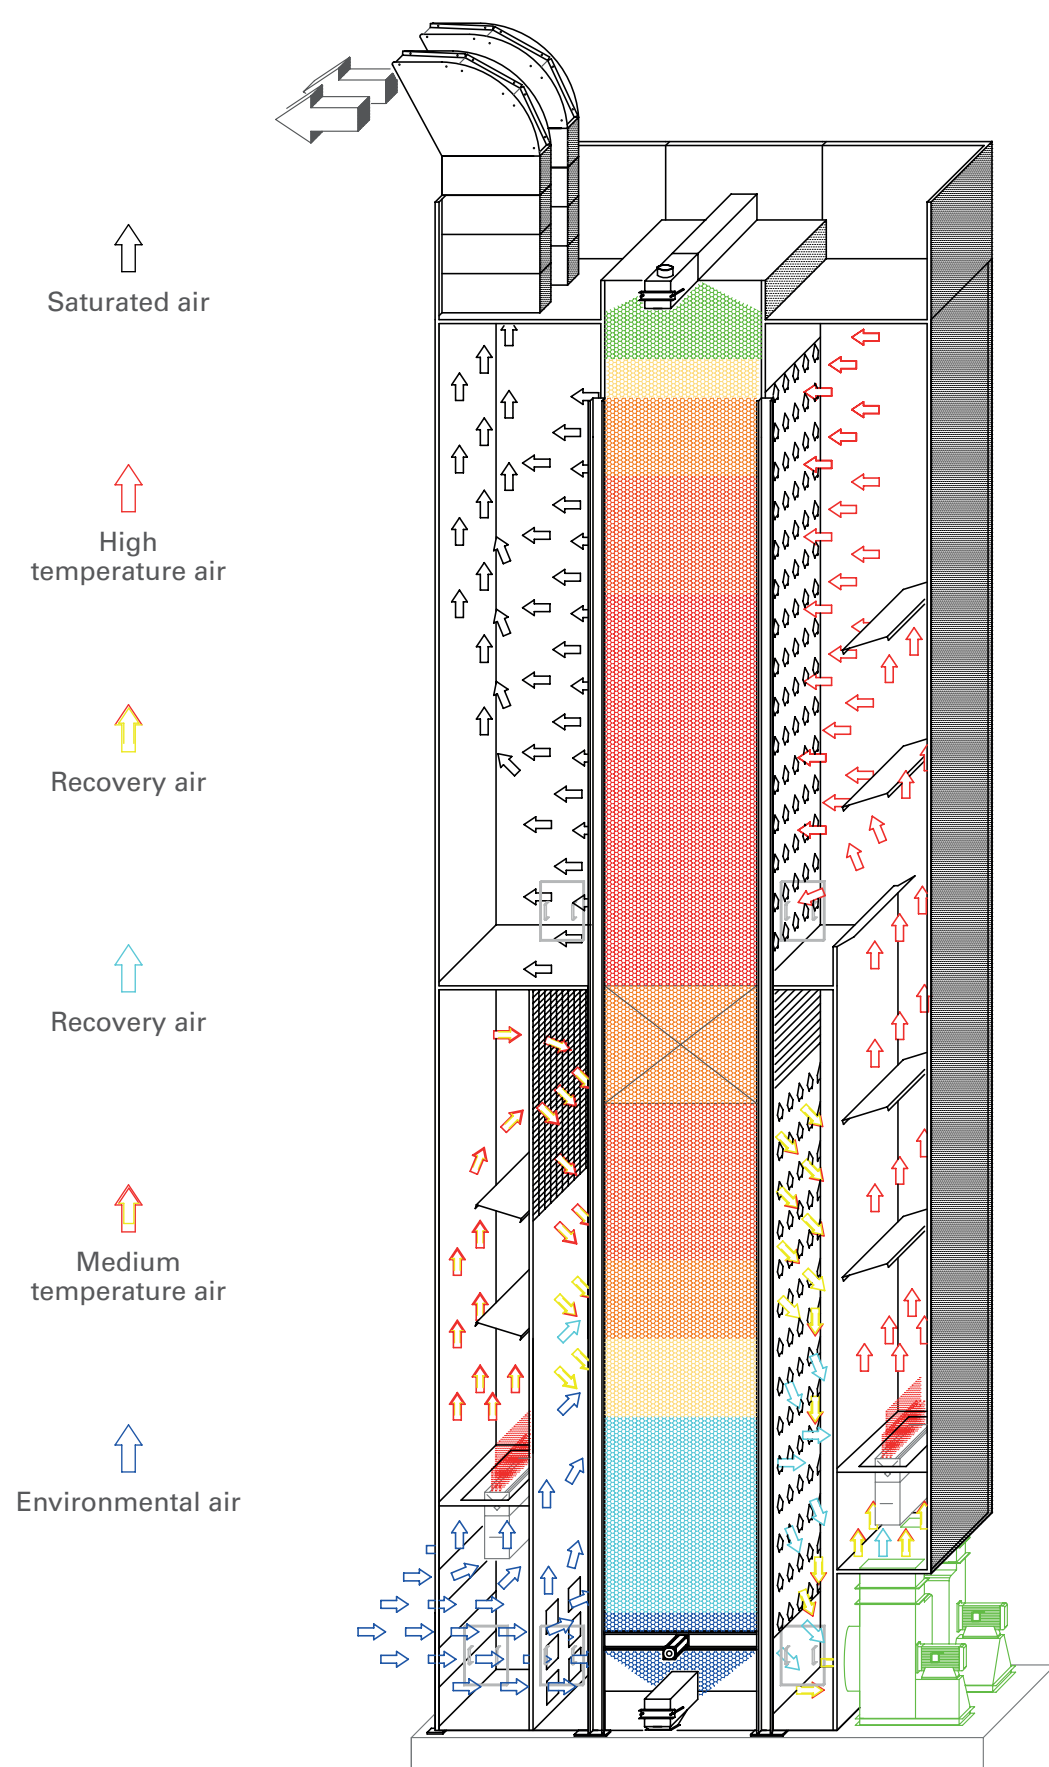 Saturated air
High
temperature air
Recovery air
Recovery air
Medium
temperature air
Environmental air